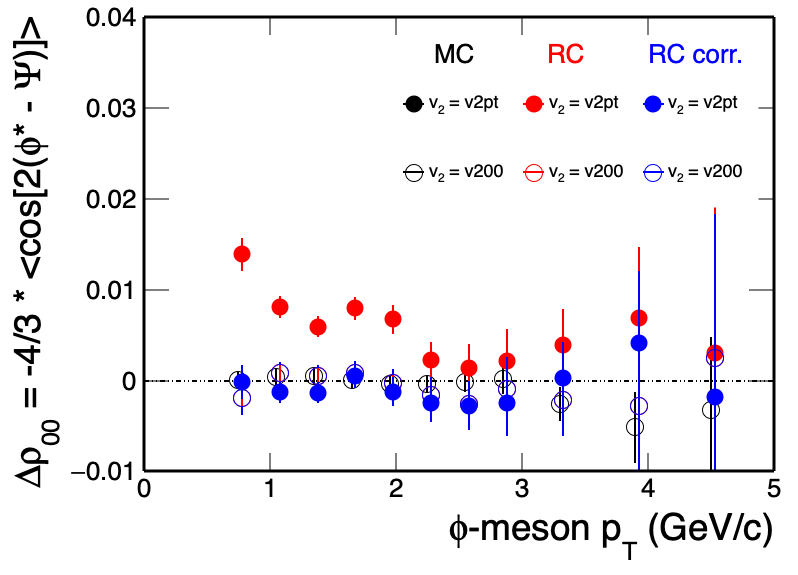 Δρ00 = -4/3 * <cos[2(ϕ* - Ψ)]>
0.04
0.03
0.02
0.01
0
−0.01
MC RC RC corr.
v2 = v2pt v2 = v2pt v2 = v2pt
v2 = v200 v2 = v200 v2 = v200
0 1 2 3 4 5
ϕ-meson pT (GeV/c)